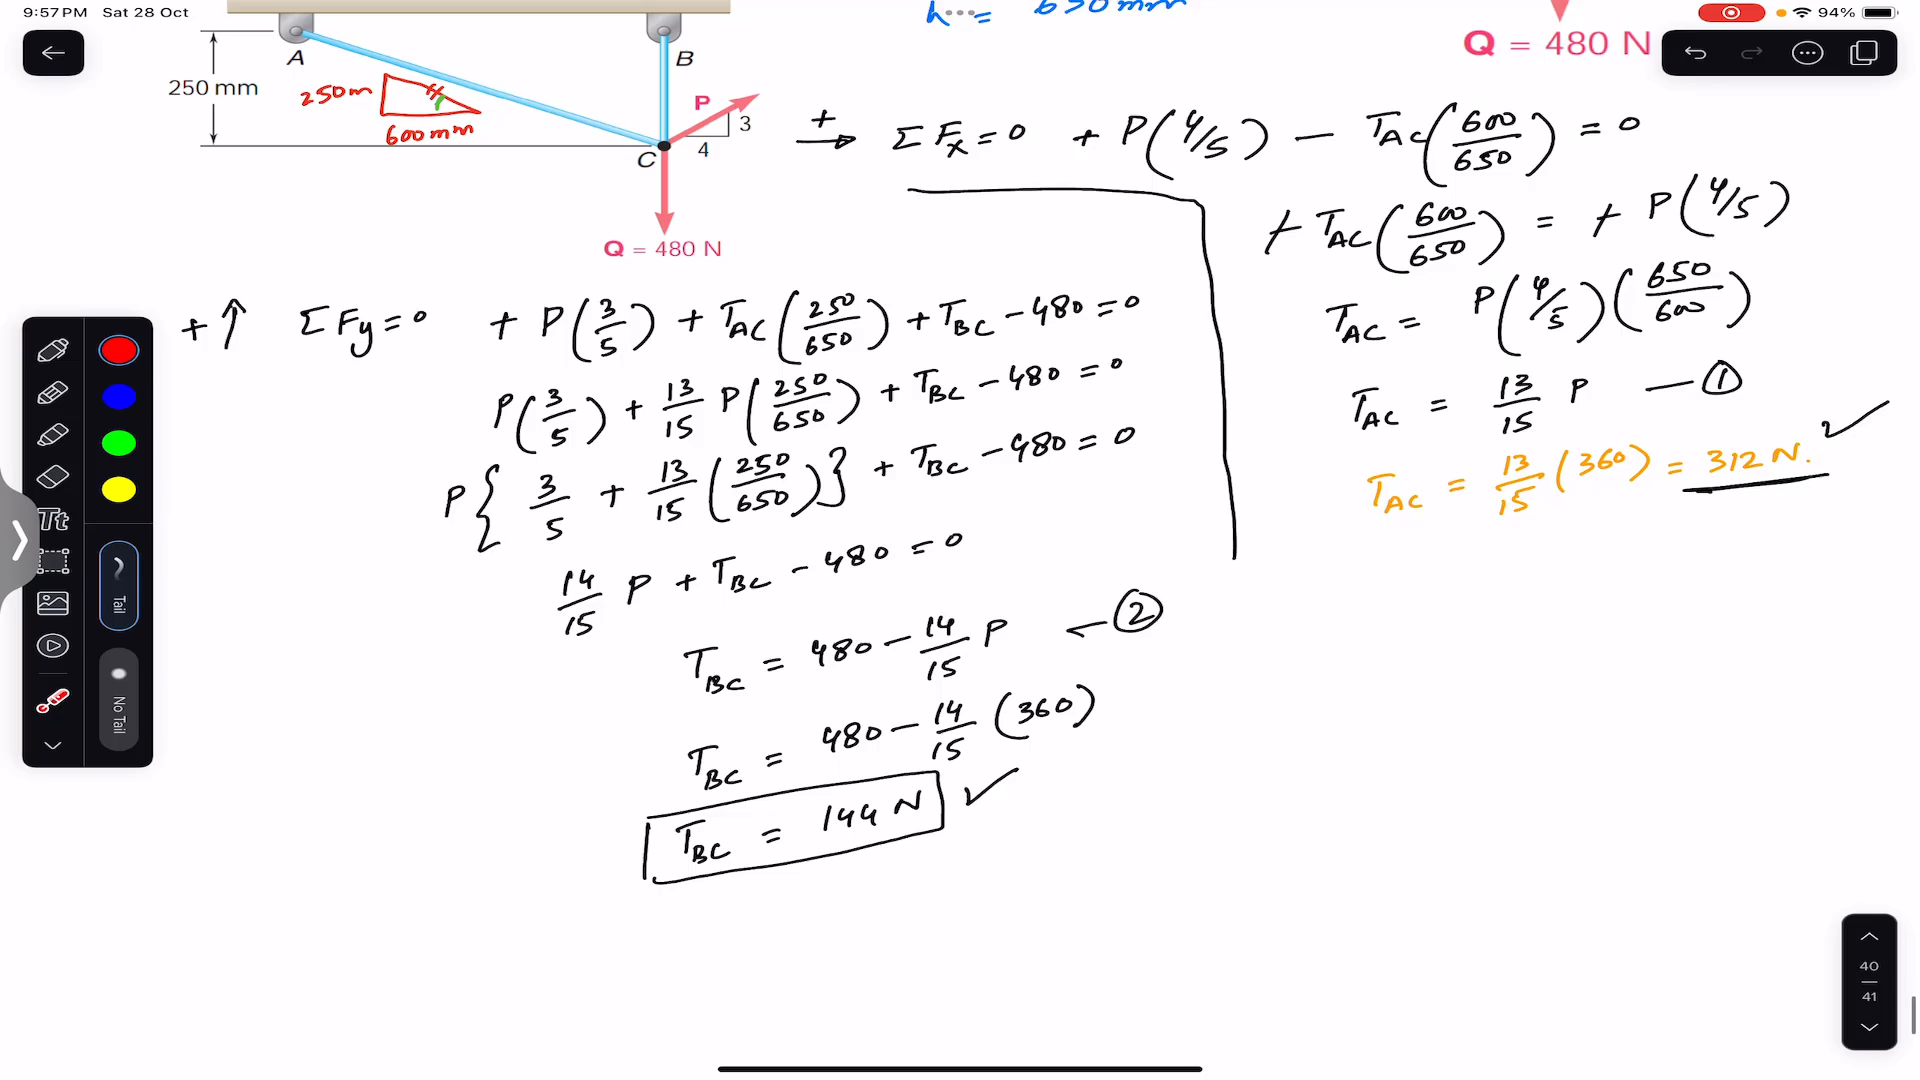 9:57 PM Sat 28 Oct
94%
h = 650mm
Q = 480 N
A
B
250 mm
250m
600mm
P
3
4
C
Q = 480 N
+ → ΣFx = 0 + P(4/5) - TAC(600/650) = 0
+ TAC(600/650) = + P(4/5)
TAC = P(4/5)(650/600)
TAC = 13/15 P — ①
TAC = 13/15 (360) = 312 N. ✓
+↑ ΣFy = 0 + P(3/5) + TAC(250/650) + TBC - 480 = 0
P(3/5) + 13/15 P(250/650) + TBC - 480 = 0
P{3/5 + 13/15 (250/650)} + TBC - 480 = 0
14/15 P + TBC - 480 = 0
TBC = 480 - 14/15 P — ②
TBC = 480 - 14/15 (360)
TBC = 144 N ✓
Tt
Tail
No Tail
40
41